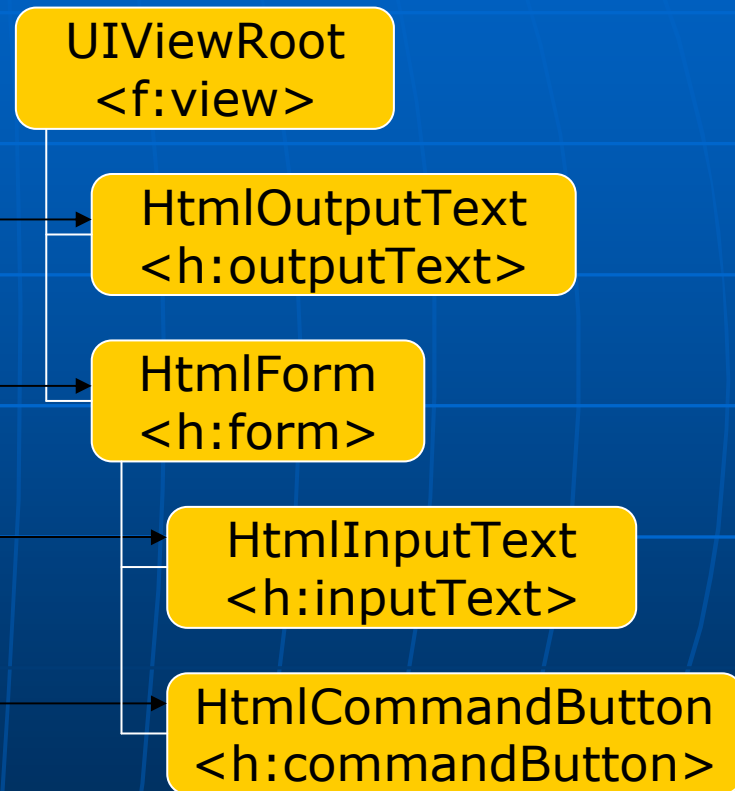 UIViewRoot
<f:view>
HtmlOutputText
<h:outputText>
HtmlForm
<h:form>
HtmlInputText
<h:inputText>
HtmlCommandButton
<h:commandButton>